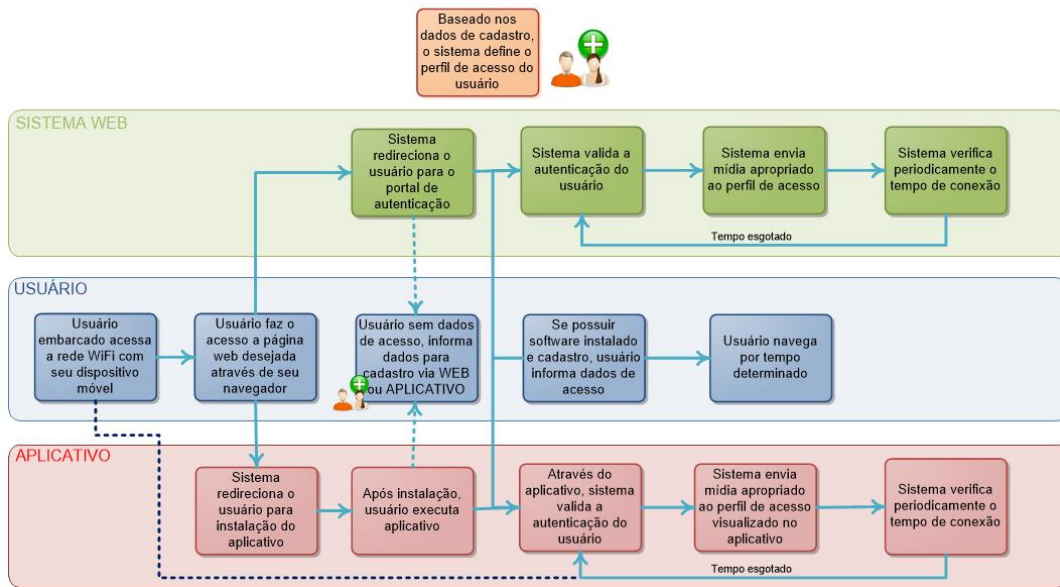 Baseado nos
dados de cadastro,
o sistema define o
perfil de acesso do
usuário
SISTEMA WEB
Sistema
redireciona o
usuário para o
portal de
autenticação
Sistema valida a
autenticação do
usuário
Sistema envia
mídia apropriado
ao perfil de acesso
Sistema verifica
periodicamente o
tempo de conexão
Tempo esgotado
USUÁRIO
Usuário
embarcado acessa
a rede WiFi com
seu dispositivo
móvel
Usuário faz o
acesso a página
web desejada
através de seu
navegador
Usuário sem dados
de acesso, informa
dados para
cadastro via WEB
ou APLICATIVO
Se possuir
software instalado
e cadastro, usuário
informa dados de
acesso
Usuário navega
por tempo
determinado
APLICATIVO
Sistema
redireciona o
usuário para
instalação do
aplicativo
Após instalação,
usuário executa
aplicativo
Através do
aplicativo, sistema
valida a
autenticação do
usuário
Sistema envia
mídia apropriado
ao perfil de acesso
visualizado no
aplicativo
Sistema verifica
periodicamente o
tempo de conexão
Tempo esgotado